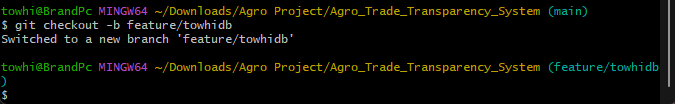 towhi@BrandPc MINGW64 ~/Downloads/Agro Project/Agro_Trade_Transparency_System (main)
$ git checkout -b feature/towhidb
Switched to a new branch 'feature/towhidb'

towhi@BrandPc MINGW64 ~/Downloads/Agro Project/Agro_Trade_Transparency_System (feature/towhidb
)
$